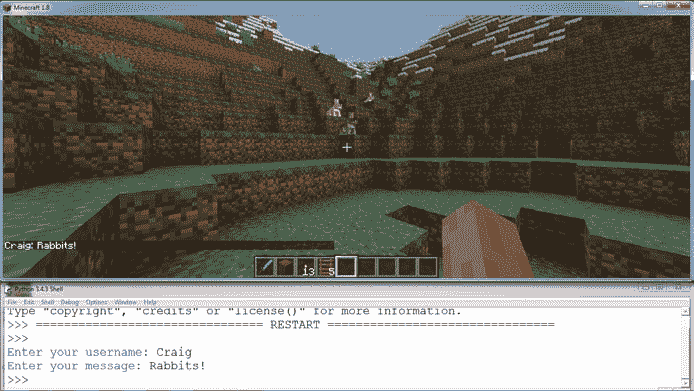 Minecraft 1.8
Craig: Rabbits!
13 5
Python 3.4.3 Shell
File Edit Shell Debug Options Window Help
Type "copyright", "credits" or "license()" for more information.
>>> ================================ RESTART ================================
>>>
Enter your username: Craig
Enter your message: Rabbits!
>>>